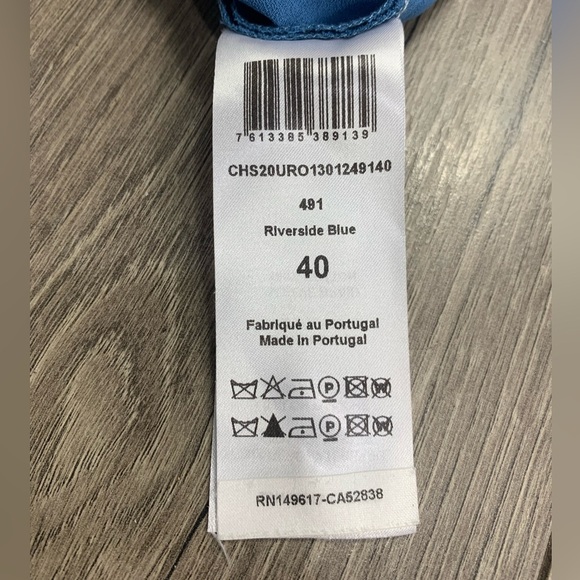 7 613385 389139
CHS20URO1301249140
491
Riverside Blue
40
Fabriqué au Portugal
Made in Portugal
P
W
P
W
RN149617-CA52838